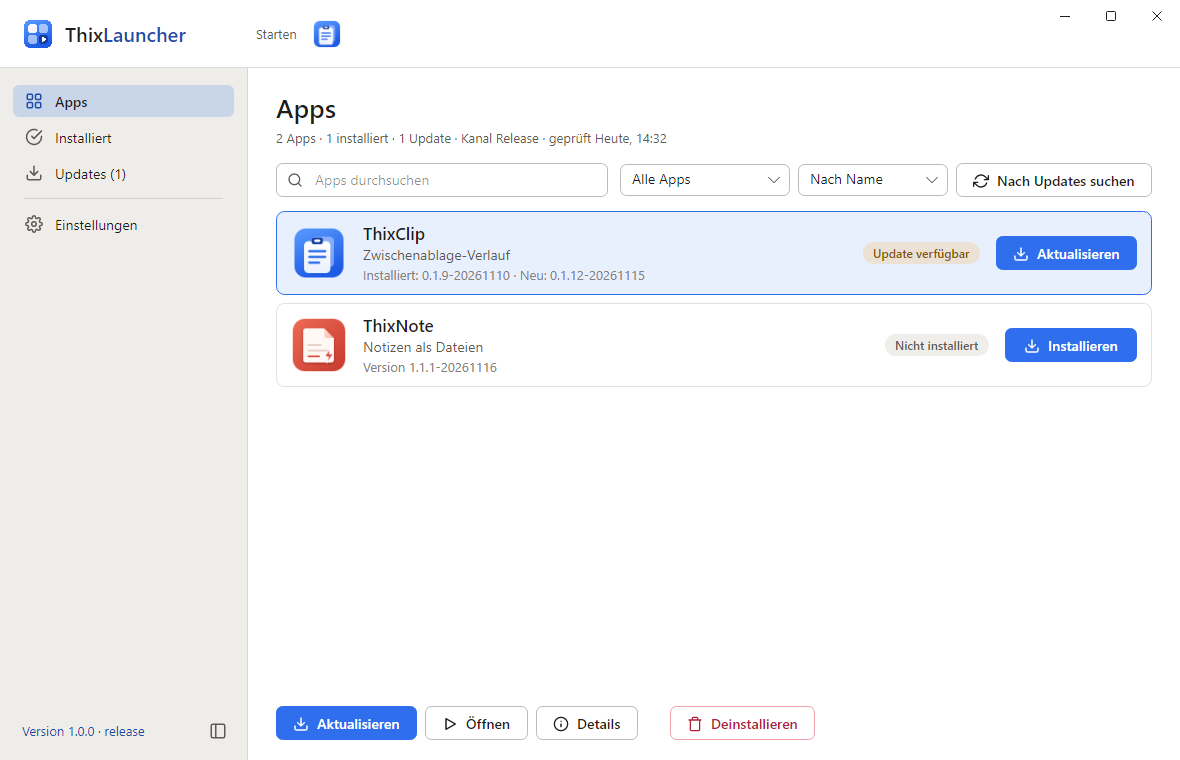 ThixLauncher
Starten
Apps
Installiert
Updates (1)
Einstellungen
Version 1.0.0 · release
Apps
2 Apps · 1 installiert · 1 Update · Kanal Release · geprüft Heute, 14:32
Apps durchsuchen
Alle Apps
Nach Name
Nach Updates suchen
ThixClip
Zwischenablage-Verlauf
Installiert: 0.1.9-20261110 · Neu: 0.1.12-20261115
Update verfügbar
Aktualisieren
ThixNote
Notizen als Dateien
Version 1.1.1-20261116
Nicht installiert
Installieren
Aktualisieren
Öffnen
Details
Deinstallieren